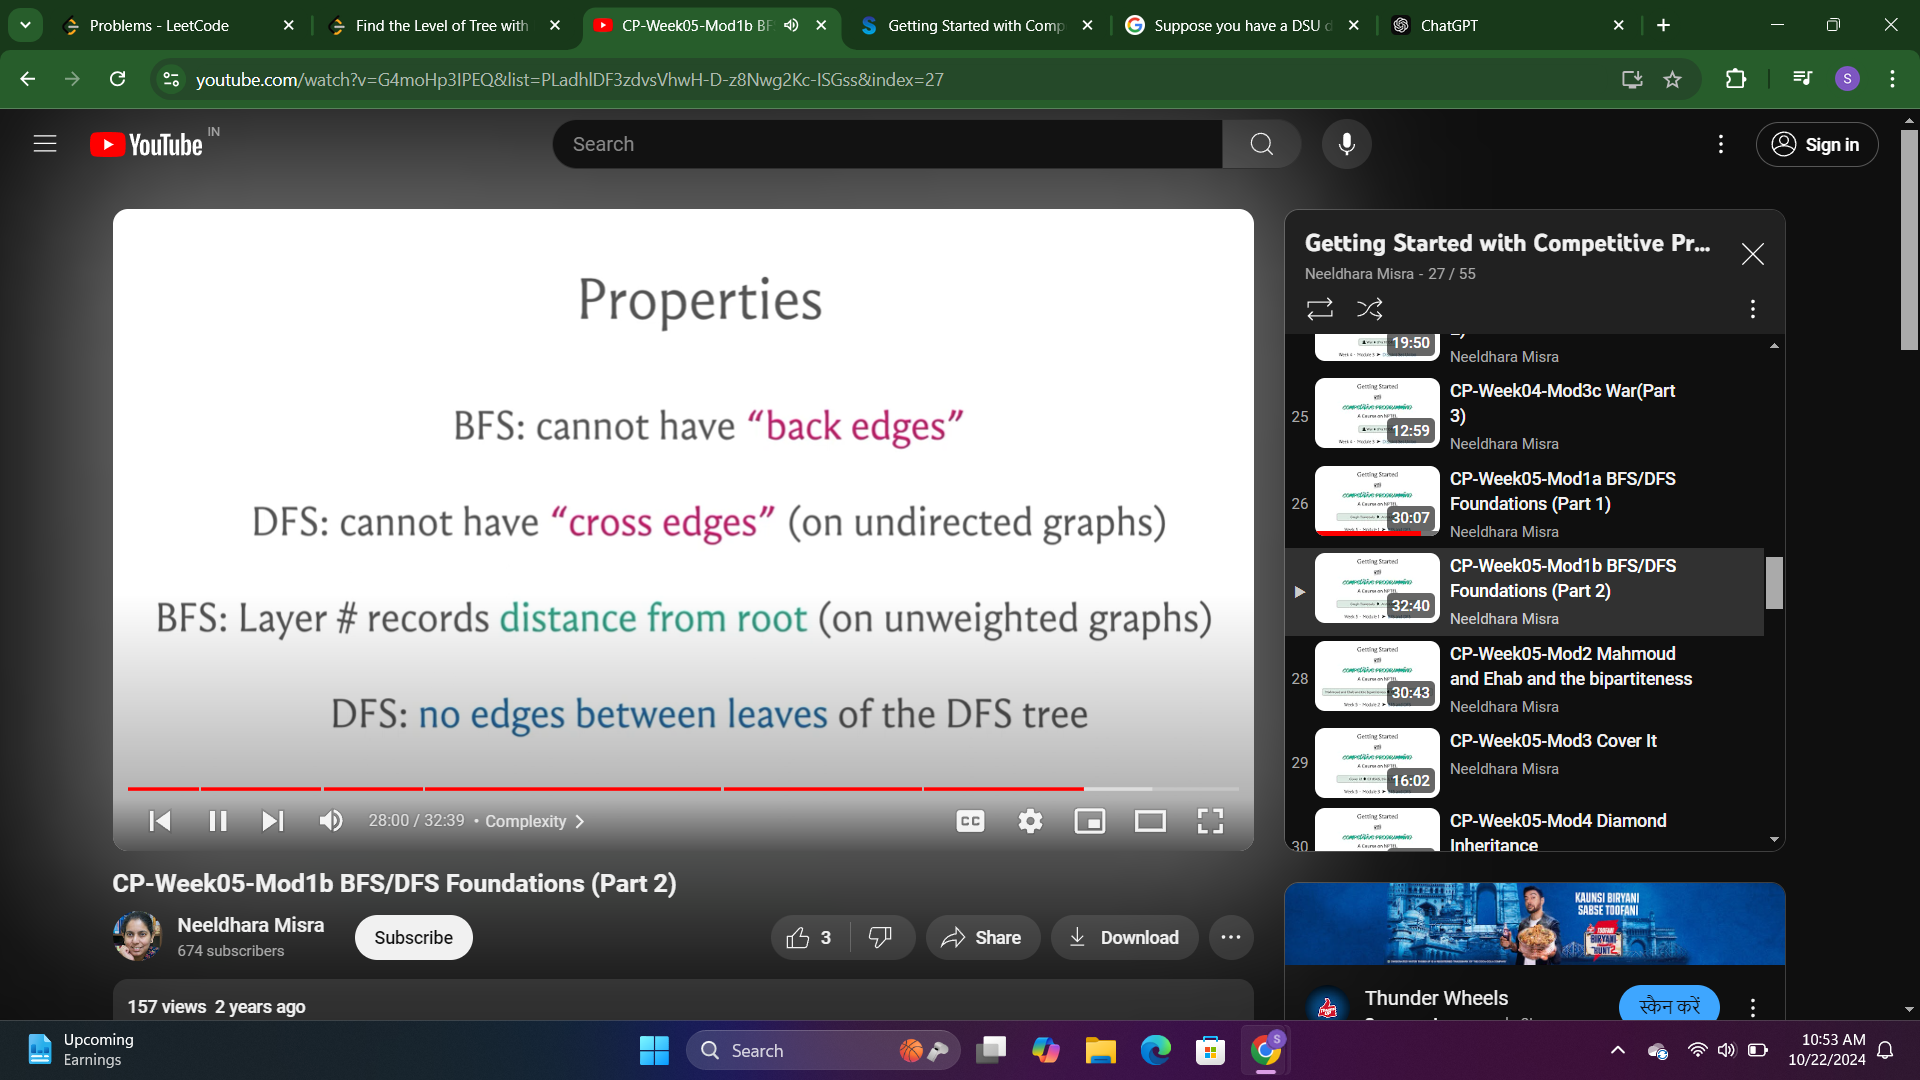 Problems - LeetCode
Find the Level of Tree with
CP-Week05-Mod1b BF
Getting Started with Comp
Suppose you have a DSU d
ChatGPT
youtube.com/watch?v=G4moHp3IPEQ&list=PLadhlDF3zdvsVhwH-D-z8Nwg2Kc-ISGss&index=27
S
YouTube IN
Search
Sign in
Properties
BFS: cannot have “back edges”
DFS: cannot have “cross edges” (on undirected graphs)
BFS: Layer # records distance from root (on unweighted graphs)
DFS: no edges between leaves of the DFS tree
28:00 / 32:39 • Complexity
CC
CP-Week05-Mod1b BFS/DFS Foundations (Part 2)
Neeldhara Misra
674 subscribers
Subscribe
3
Share
Download
157 views 2 years ago
Getting Started with Competitive Pr...
Neeldhara Misra - 27 / 55
19:50
Neeldhara Misra
25
12:59
CP-Week04-Mod3c War(Part
3)
Neeldhara Misra
26
Getting Started
COMPETITIVE PROGRAMMING
A Course on NPTEL
30:07
CP-Week05-Mod1a BFS/DFS
Foundations (Part 1)
Neeldhara Misra
32:40
CP-Week05-Mod1b BFS/DFS
Foundations (Part 2)
Neeldhara Misra
28
30:43
CP-Week05-Mod2 Mahmoud
and Ehab and the bipartiteness
Neeldhara Misra
29
16:02
CP-Week05-Mod3 Cover It
Neeldhara Misra
30
CP-Week05-Mod4 Diamond
Inheritance
KAUNSI BIRYANI
SABSE TOOFANI
Thunder Wheels
स्कैन करें
Upcoming
Earnings
Search
S
10:53 AM
10/22/2024